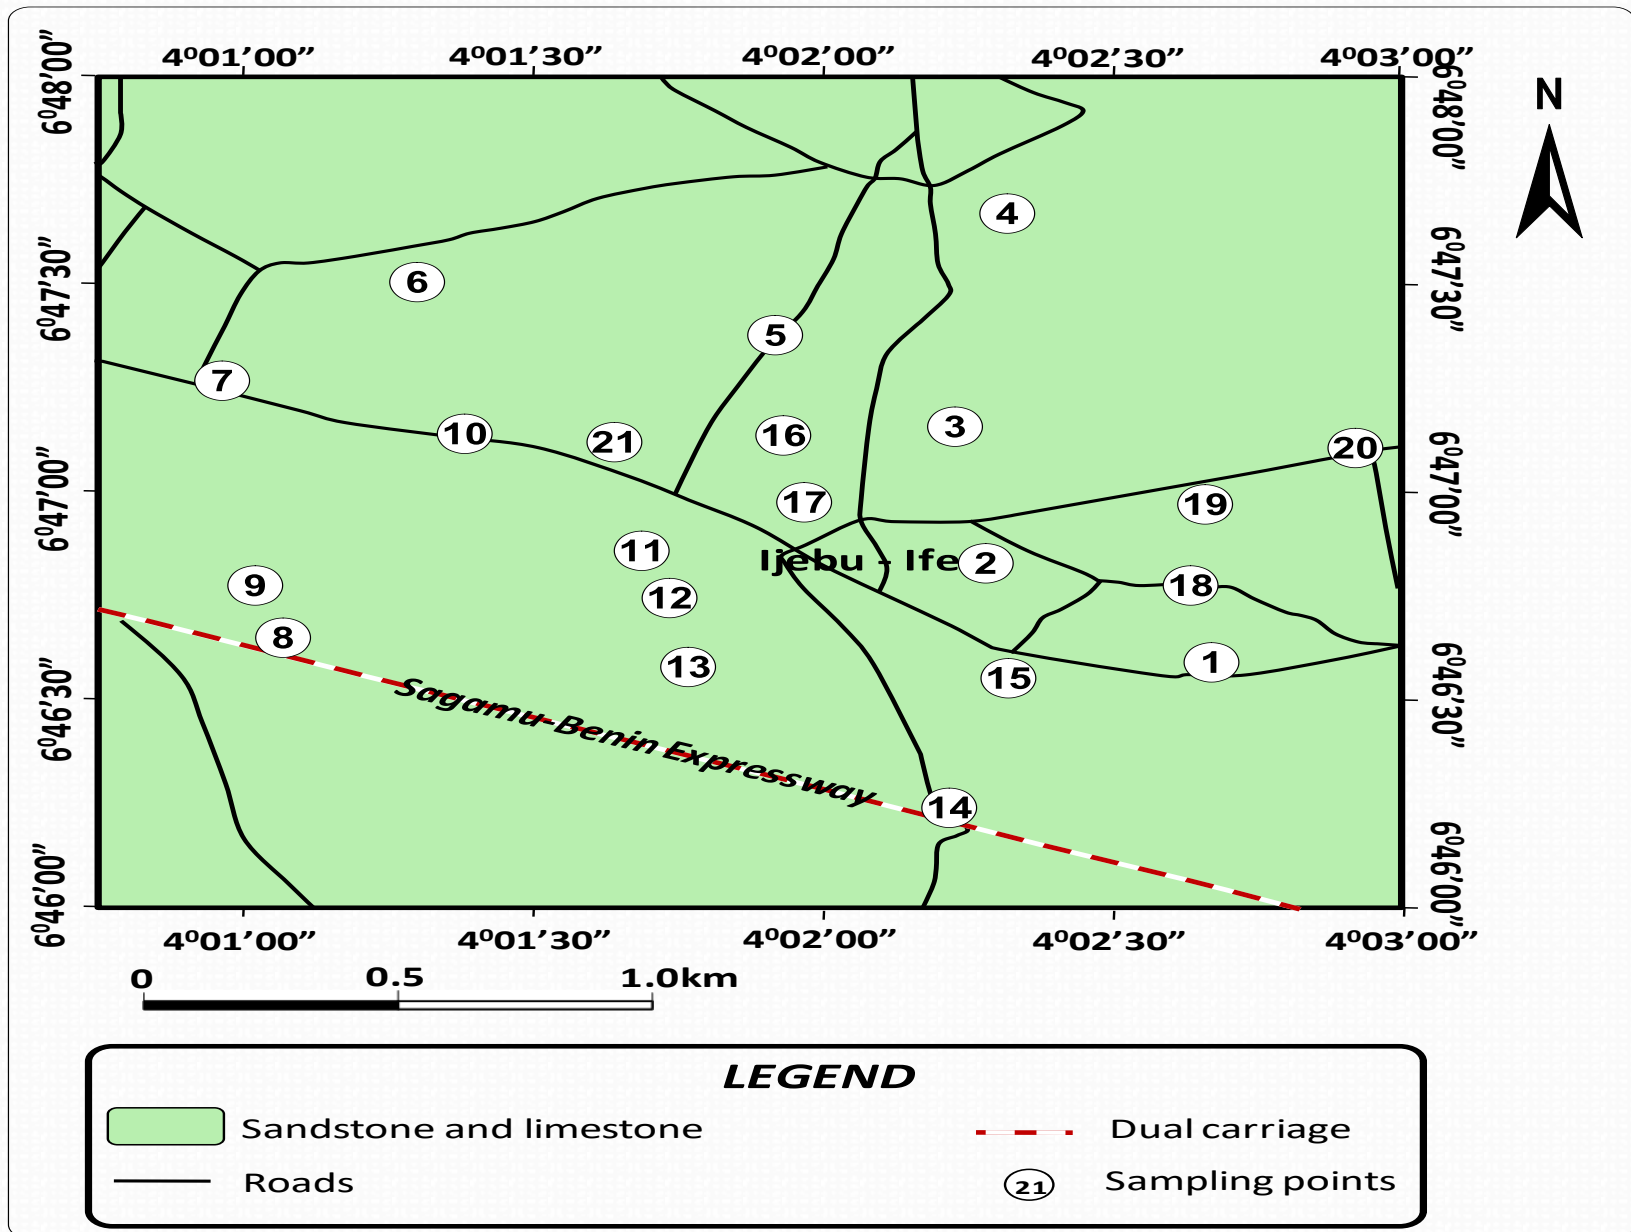 4⁰01’00” 4⁰01’30” 4⁰02’00” 4⁰02’30” 4⁰03’00”
6⁰48’00” 6⁰48’00”
N
4
6⁰47’30” 6 6⁰47’30”
5
7
10 21 16 3 20
6⁰47’00” 17 19 6⁰47’00”
11 Ijebu - Ife 2
9 12 18
8 13 15 1
6⁰46’30” 6⁰46’30”
Sagamu-Benin Expressway
14
6⁰46’00” 6⁰46’00”
4⁰01’00” 4⁰01’30” 4⁰02’00” 4⁰02’30” 4⁰03’00”
0 0.5 1.0km
LEGEND
Sandstone and limestone Dual carriage
Roads 21 Sampling points